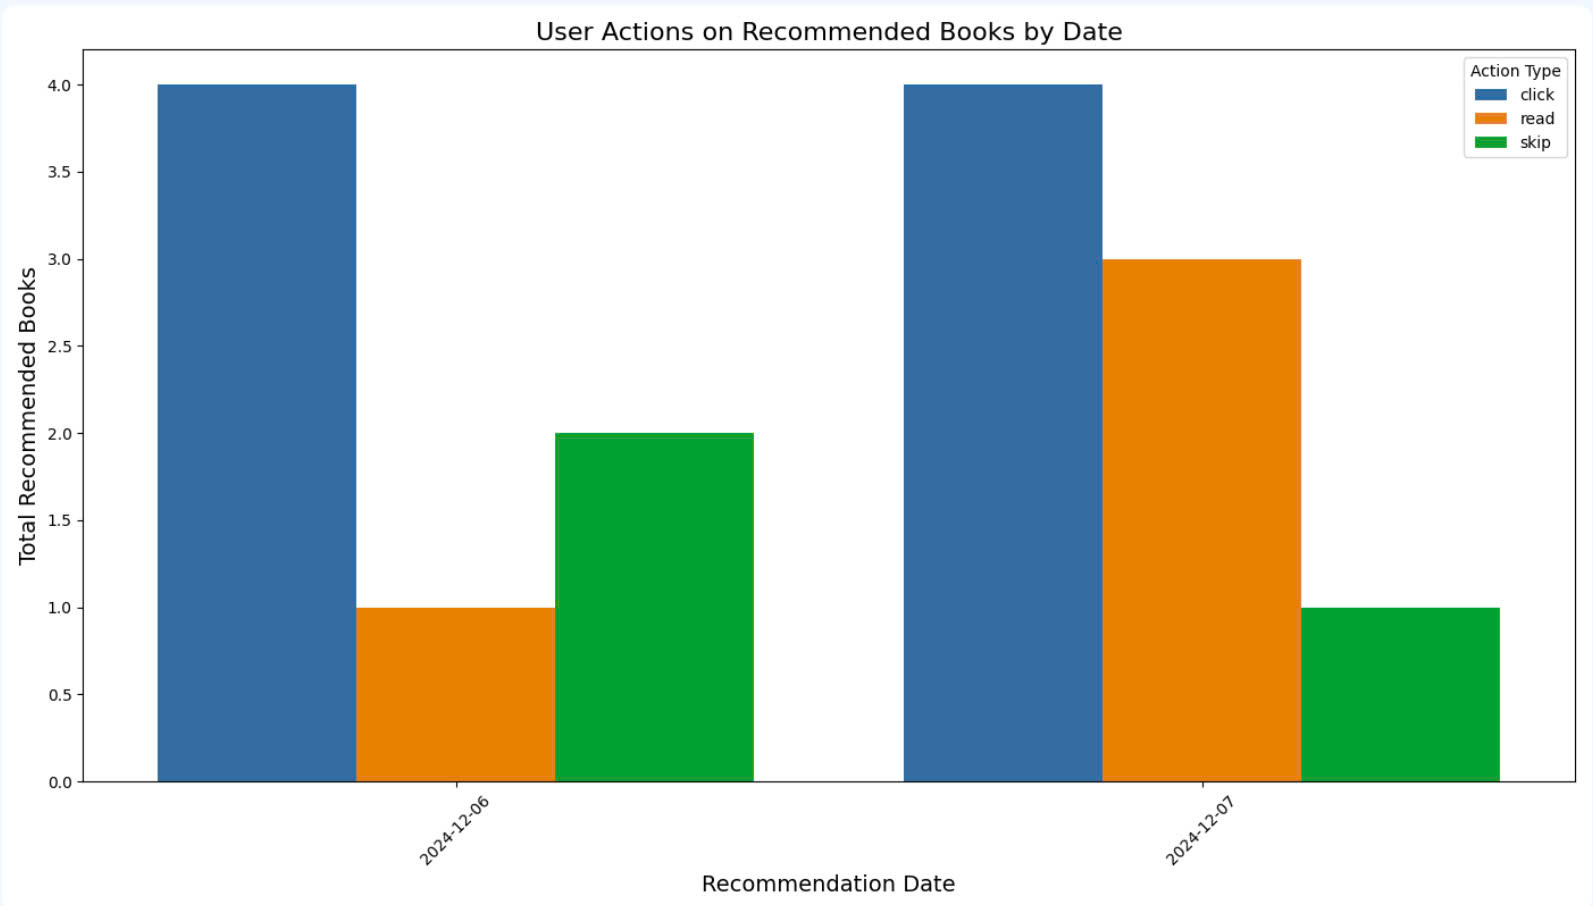 User Actions on Recommended Books by Date
Action Type
click
read
skip
Total Recommended Books
4.0
3.5
3.0
2.5
2.0
1.5
1.0
0.5
0.0
2024-12-06
2024-12-07
Recommendation Date